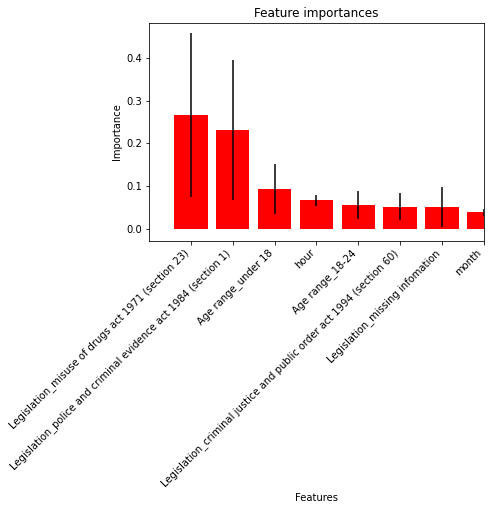 Feature importances
Importance
0.4
0.3
0.2
0.1
0.0
Legislation_misuse of drugs act 1971 (section 23)
Legislation_police and criminal evidence act 1984 (section 1)
Age range_under 18
hour
Age range_18-24
Legislation_criminal justice and public order act 1994 (section 60)
Legislation_missing infomation
month
Features